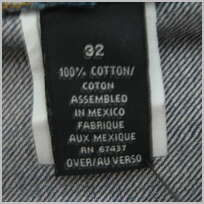 32
100% COTTON/
COTON
ASSEMBLED
IN MEXICO
FABRIQUE
AUX MEXIQUE
RN 67437
OVER/AU VERSO